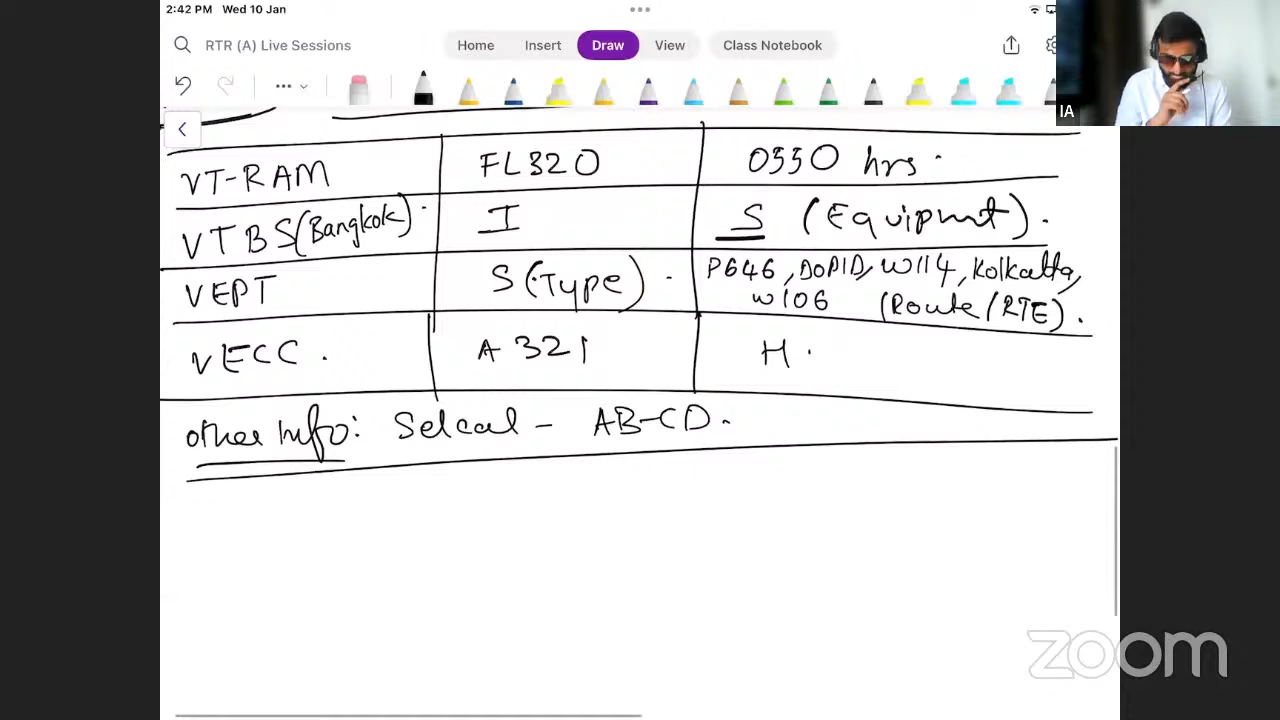 2:42 PM Wed 10 Jan
RTR (A) Live Sessions
Home Insert Draw View Class Notebook
VT-RAM FL320 0330 hrs.
VTBS(Bangkok). I S (Equipmt).
VEPT S(Type). P646, DOPID, W114, Kolkatta,
W106 (Route/RTE).
VECC. A321 H.
other Info: Selcal - AB-CD.
IA
zoom